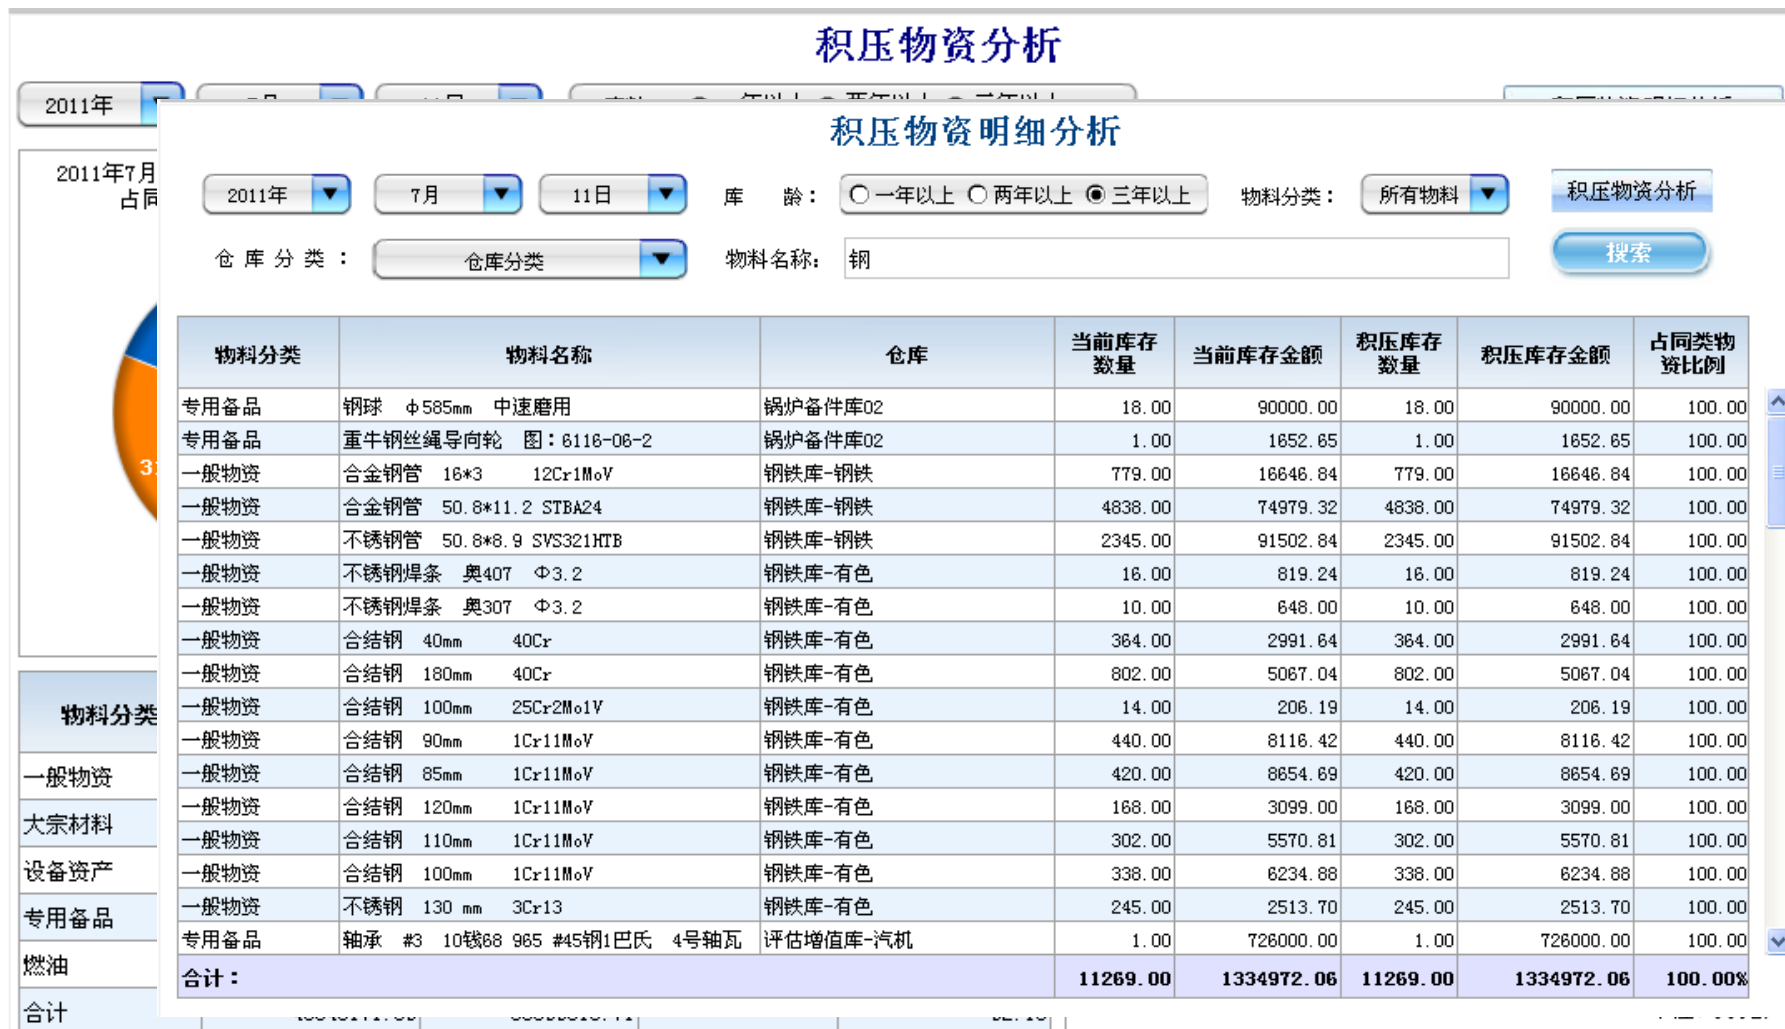 积压物资分析
2011年
积压物资明细分析
2011年7月
占同
2011年 7月 11日 库 龄： 一年以上 两年以上 三年以上 物料分类： 所有物料 积压物资分析
仓库分类： 仓库分类 物料名称： 钢 搜索
物料分类 物料名称 仓库 当前库存数量 当前库存金额 积压库存数量 积压库存金额 占同类物资比例
专用备品 钢球 φ585mm 中速磨用 锅炉备件库02 18.00 90000.00 18.00 90000.00 100.00
专用备品 重牛钢丝绳导向轮 图：6116-06-2 锅炉备件库02 1.00 1652.65 1.00 1652.65 100.00
一般物资 合金钢管 16*3 12Cr1MoV 钢铁库-钢铁 779.00 16646.84 779.00 16646.84 100.00
一般物资 合金钢管 50.8*11.2 STBA24 钢铁库-钢铁 4838.00 74979.32 4838.00 74979.32 100.00
一般物资 不锈钢管 50.8*8.9 SVS321HTB 钢铁库-钢铁 2345.00 91502.84 2345.00 91502.84 100.00
一般物资 不锈钢焊条 奥407 Φ3.2 钢铁库-有色 16.00 819.24 16.00 819.24 100.00
一般物资 不锈钢焊条 奥307 Φ3.2 钢铁库-有色 10.00 648.00 10.00 648.00 100.00
一般物资 合结钢 40mm 40Cr 钢铁库-有色 364.00 2991.64 364.00 2991.64 100.00
一般物资 合结钢 180mm 40Cr 钢铁库-有色 802.00 5067.04 802.00 5067.04 100.00
一般物资 合结钢 100mm 25Cr2Mo1V 钢铁库-有色 14.00 206.19 14.00 206.19 100.00
一般物资 合结钢 90mm 1Cr11MoV 钢铁库-有色 440.00 8116.42 440.00 8116.42 100.00
一般物资 合结钢 85mm 1Cr11MoV 钢铁库-有色 420.00 8654.69 420.00 8654.69 100.00
一般物资 合结钢 120mm 1Cr11MoV 钢铁库-有色 168.00 3099.00 168.00 3099.00 100.00
一般物资 合结钢 110mm 1Cr11MoV 钢铁库-有色 302.00 5570.81 302.00 5570.81 100.00
一般物资 合结钢 100mm 1Cr11MoV 钢铁库-有色 338.00 6234.88 338.00 6234.88 100.00
一般物资 不锈钢 130 mm 3Cr13 钢铁库-有色 245.00 2513.70 245.00 2513.70 100.00
专用备品 轴承 #3 10钱68 965 #45钢1巴氏 4号轴瓦 评估增值库-汽机 1.00 726000.00 1.00 726000.00 100.00
合计： 11269.00 1334972.06 11269.00 1334972.06 100.00%
物料分类
一般物资
大宗材料
设备资产
专用备品
燃油
合计